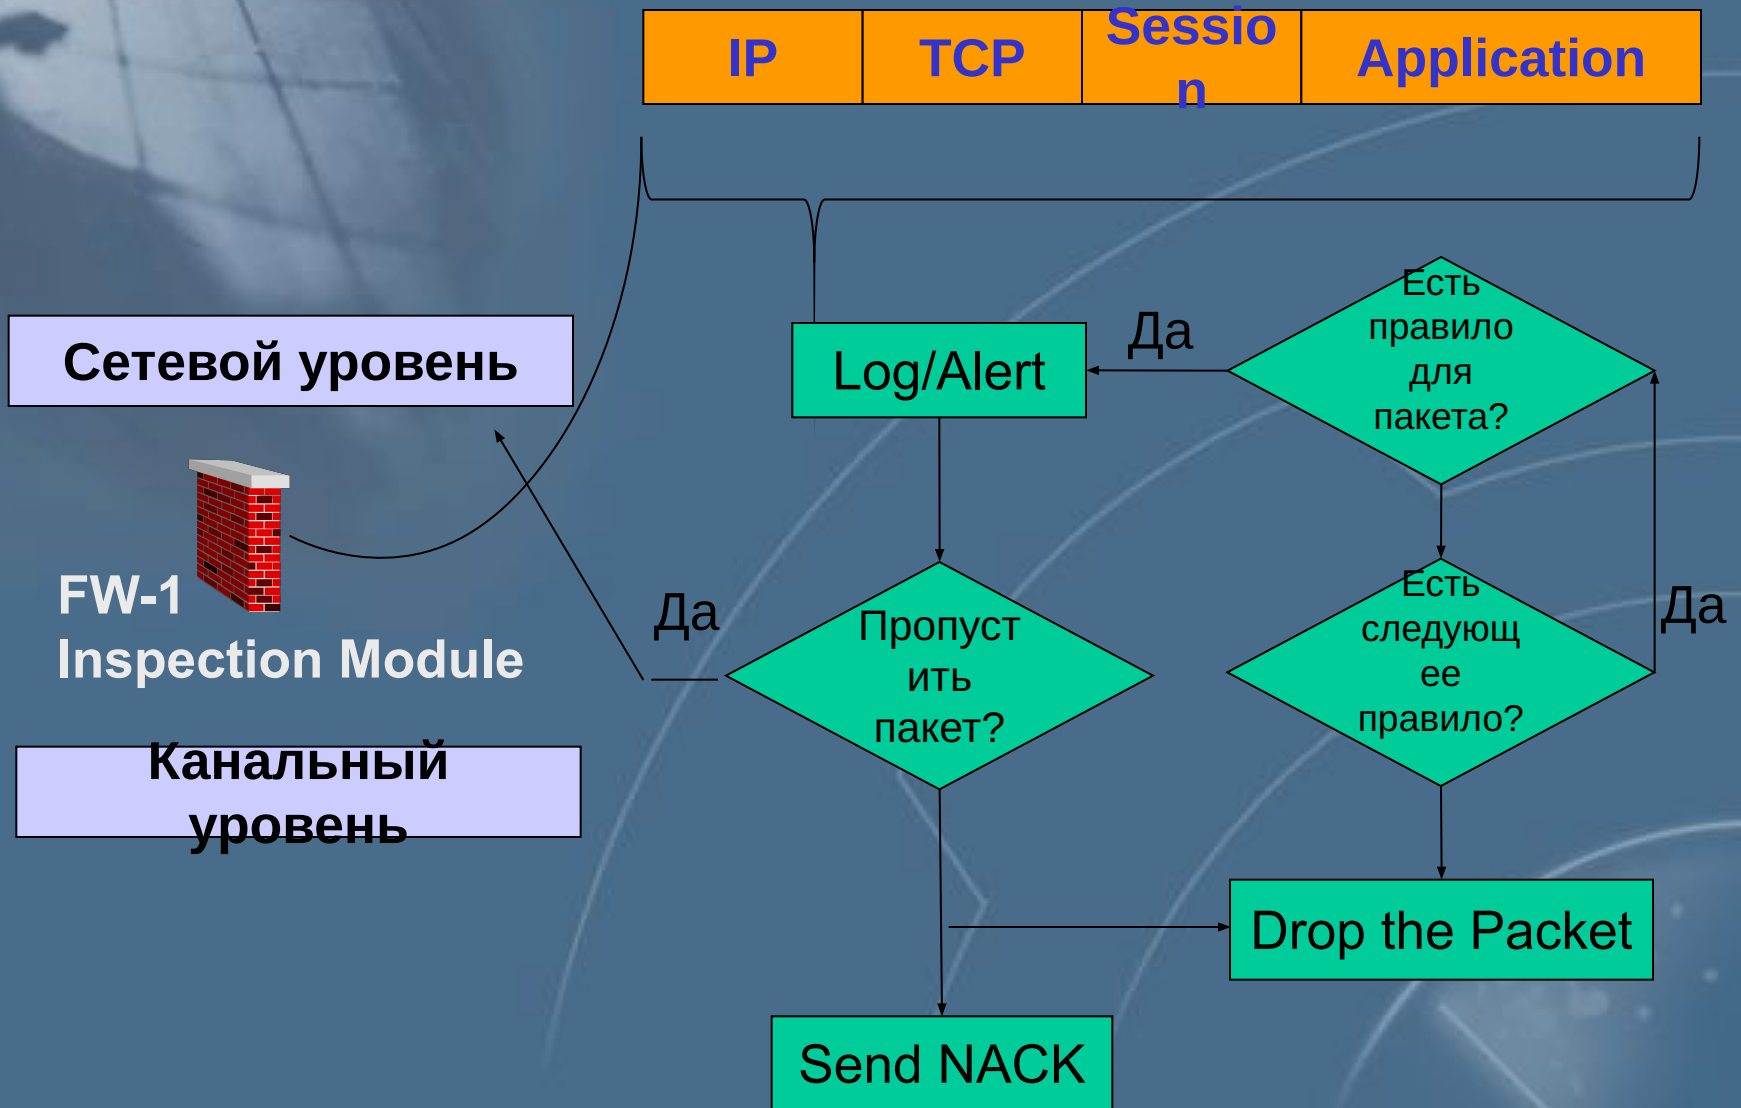 IP
TCP
Sessio
n
Application
Есть
правило
для
пакета?
Да
Log/Alert
Сетевой уровень
FW-1
Inspection Module
Да
Пропуст
ить
пакет?
Есть
следующ
ее
правило?
Да
Канальный
уровень
Drop the Packet
Send NACK